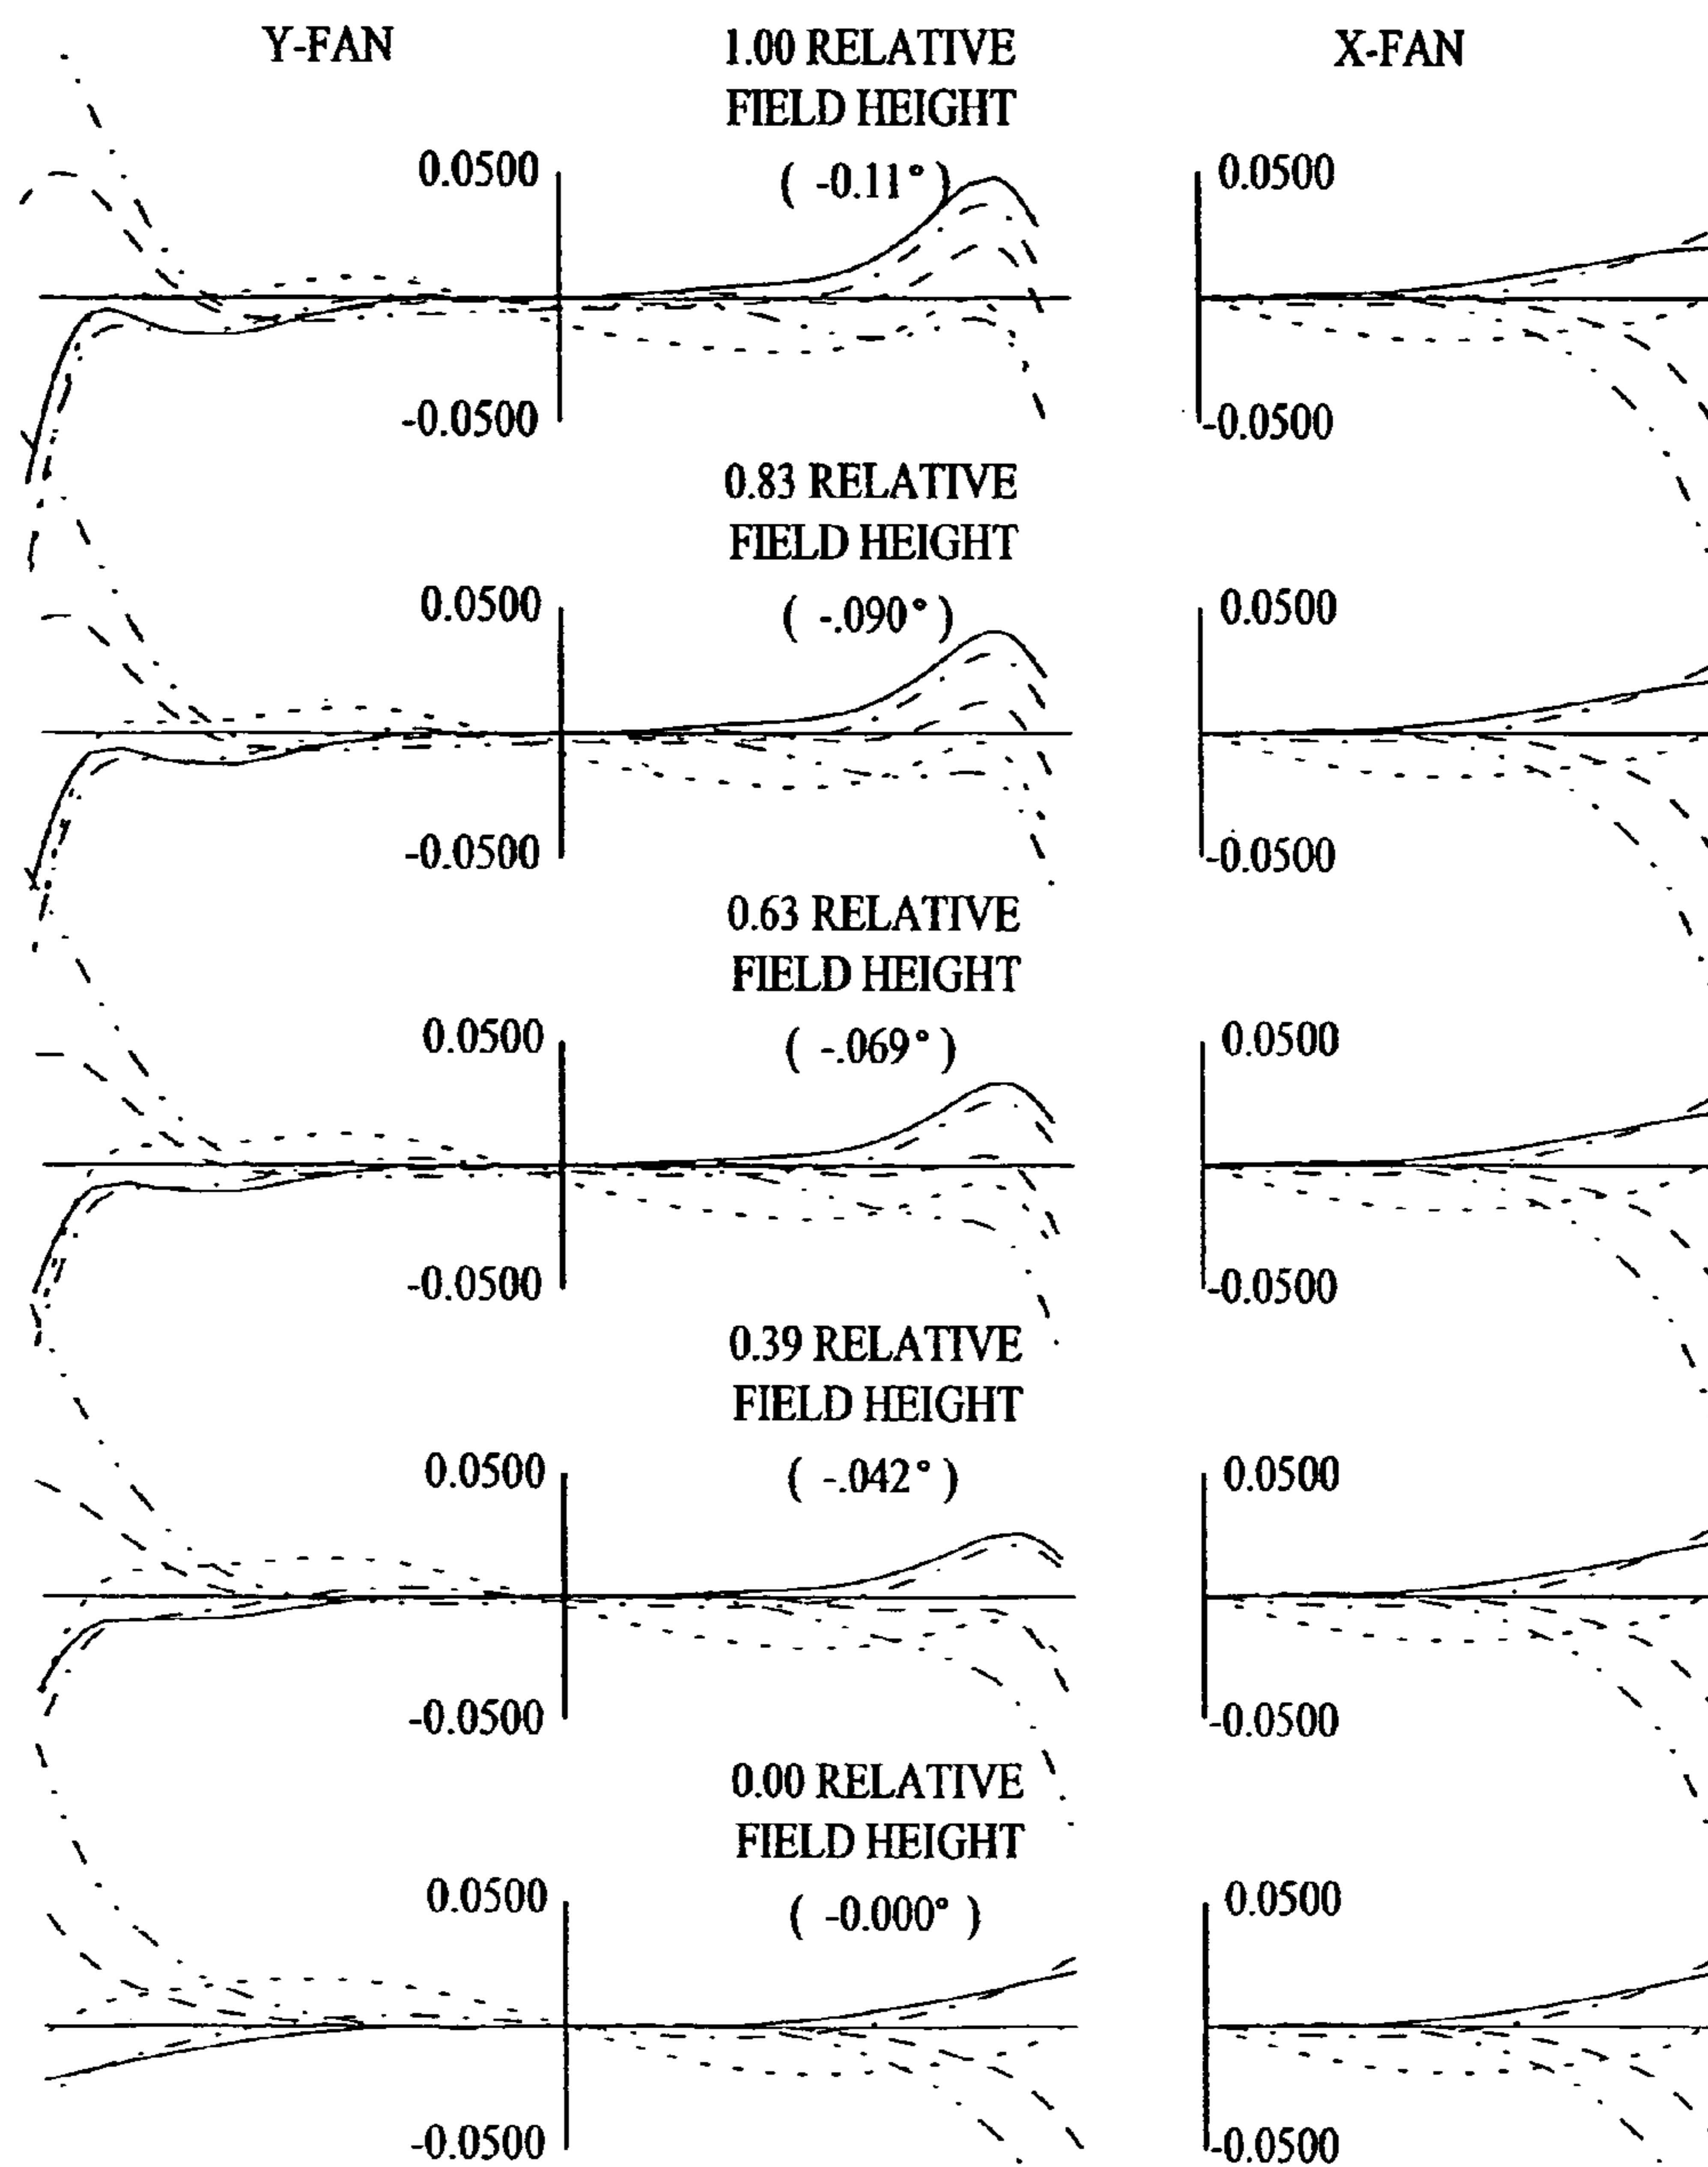 Y-FAN
1.00 RELATIVE
FIELD HEIGHT
( -0.11° )
X-FAN
0.0500
0.0500
-0.0500
-0.0500
0.83 RELATIVE
FIELD HEIGHT
( -.090° )
0.0500
0.0500
-0.0500
-0.0500
0.63 RELATIVE
FIELD HEIGHT
( -.069° )
0.0500
0.0500
-0.0500
-0.0500
0.39 RELATIVE
FIELD HEIGHT
( -.042° )
0.0500
0.0500
-0.0500
-0.0500
0.00 RELATIVE
FIELD HEIGHT
( -0.000° )
0.0500
0.0500
-0.0500
-0.0500